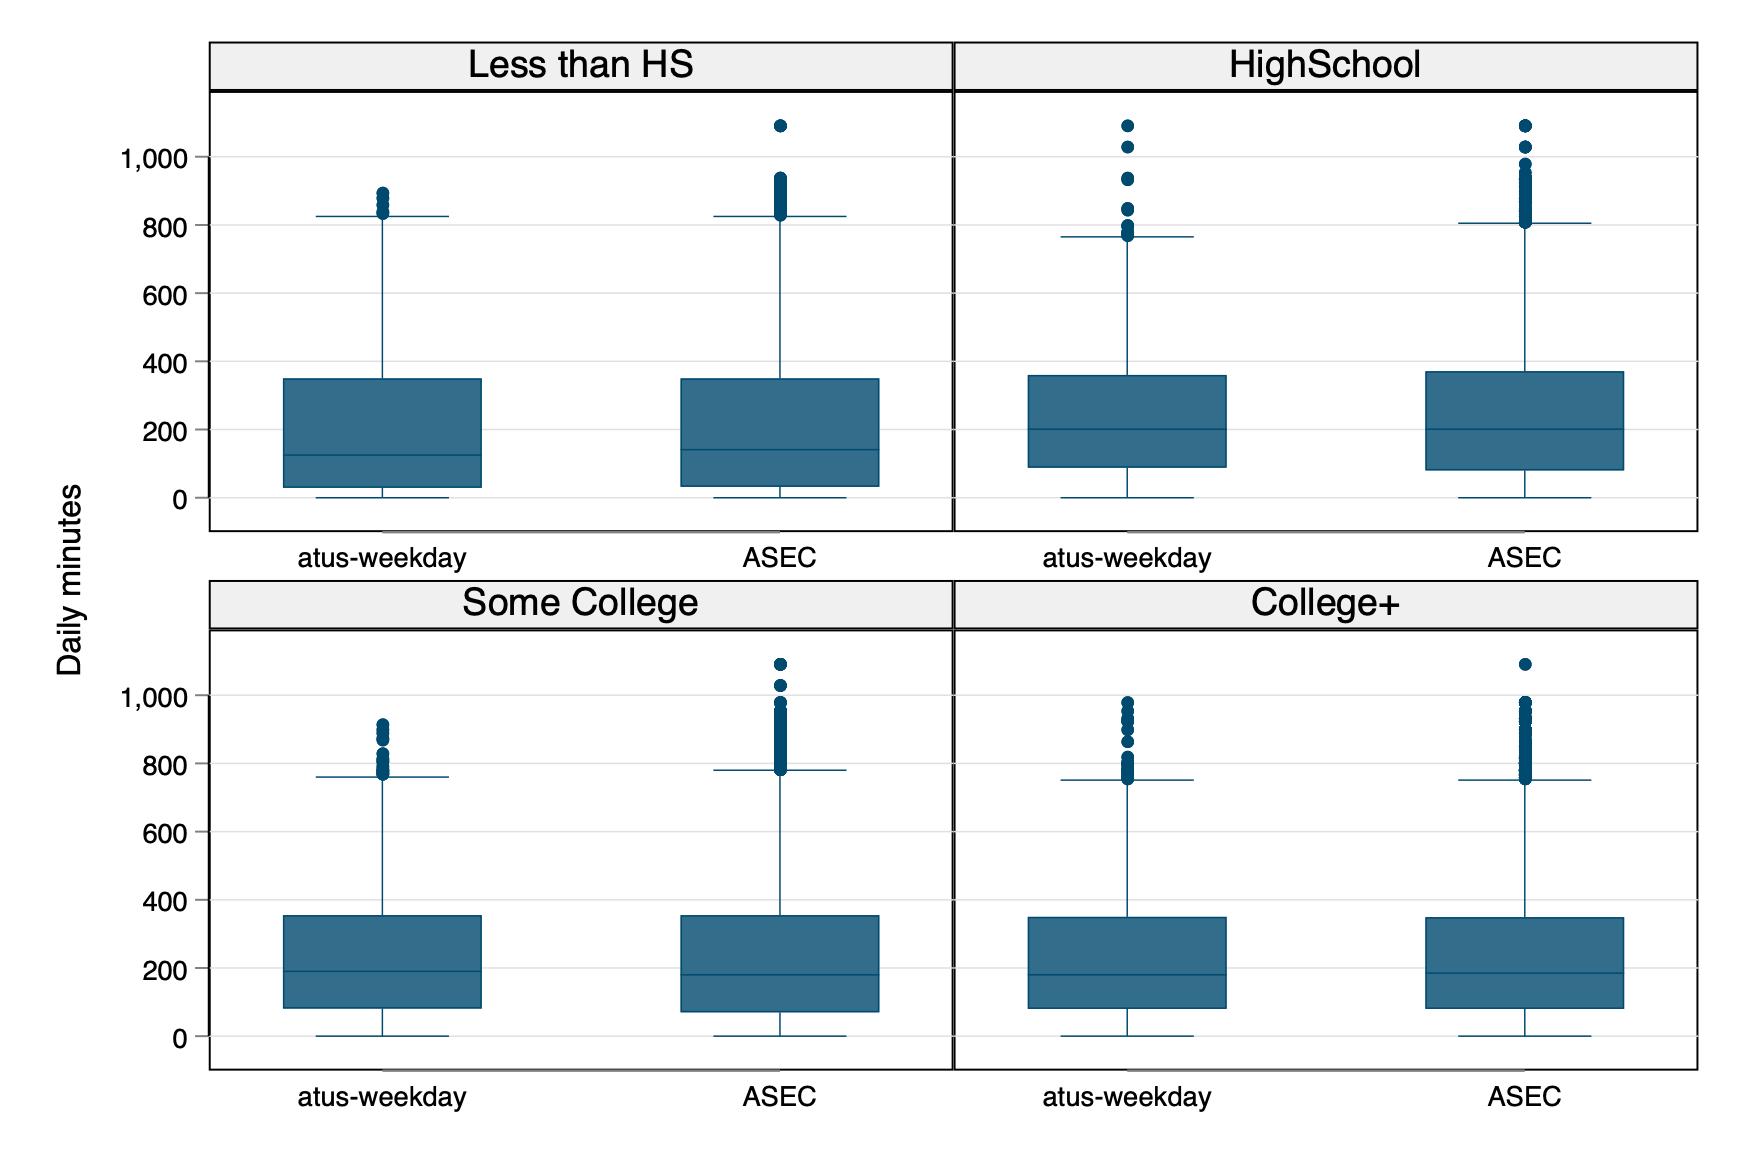 Daily minutes
Less than HS
HighSchool
1,000
800
600
400
200
0
atus-weekday
ASEC
atus-weekday
ASEC
Some College
College+
1,000
800
600
400
200
0
atus-weekday
ASEC
atus-weekday
ASEC